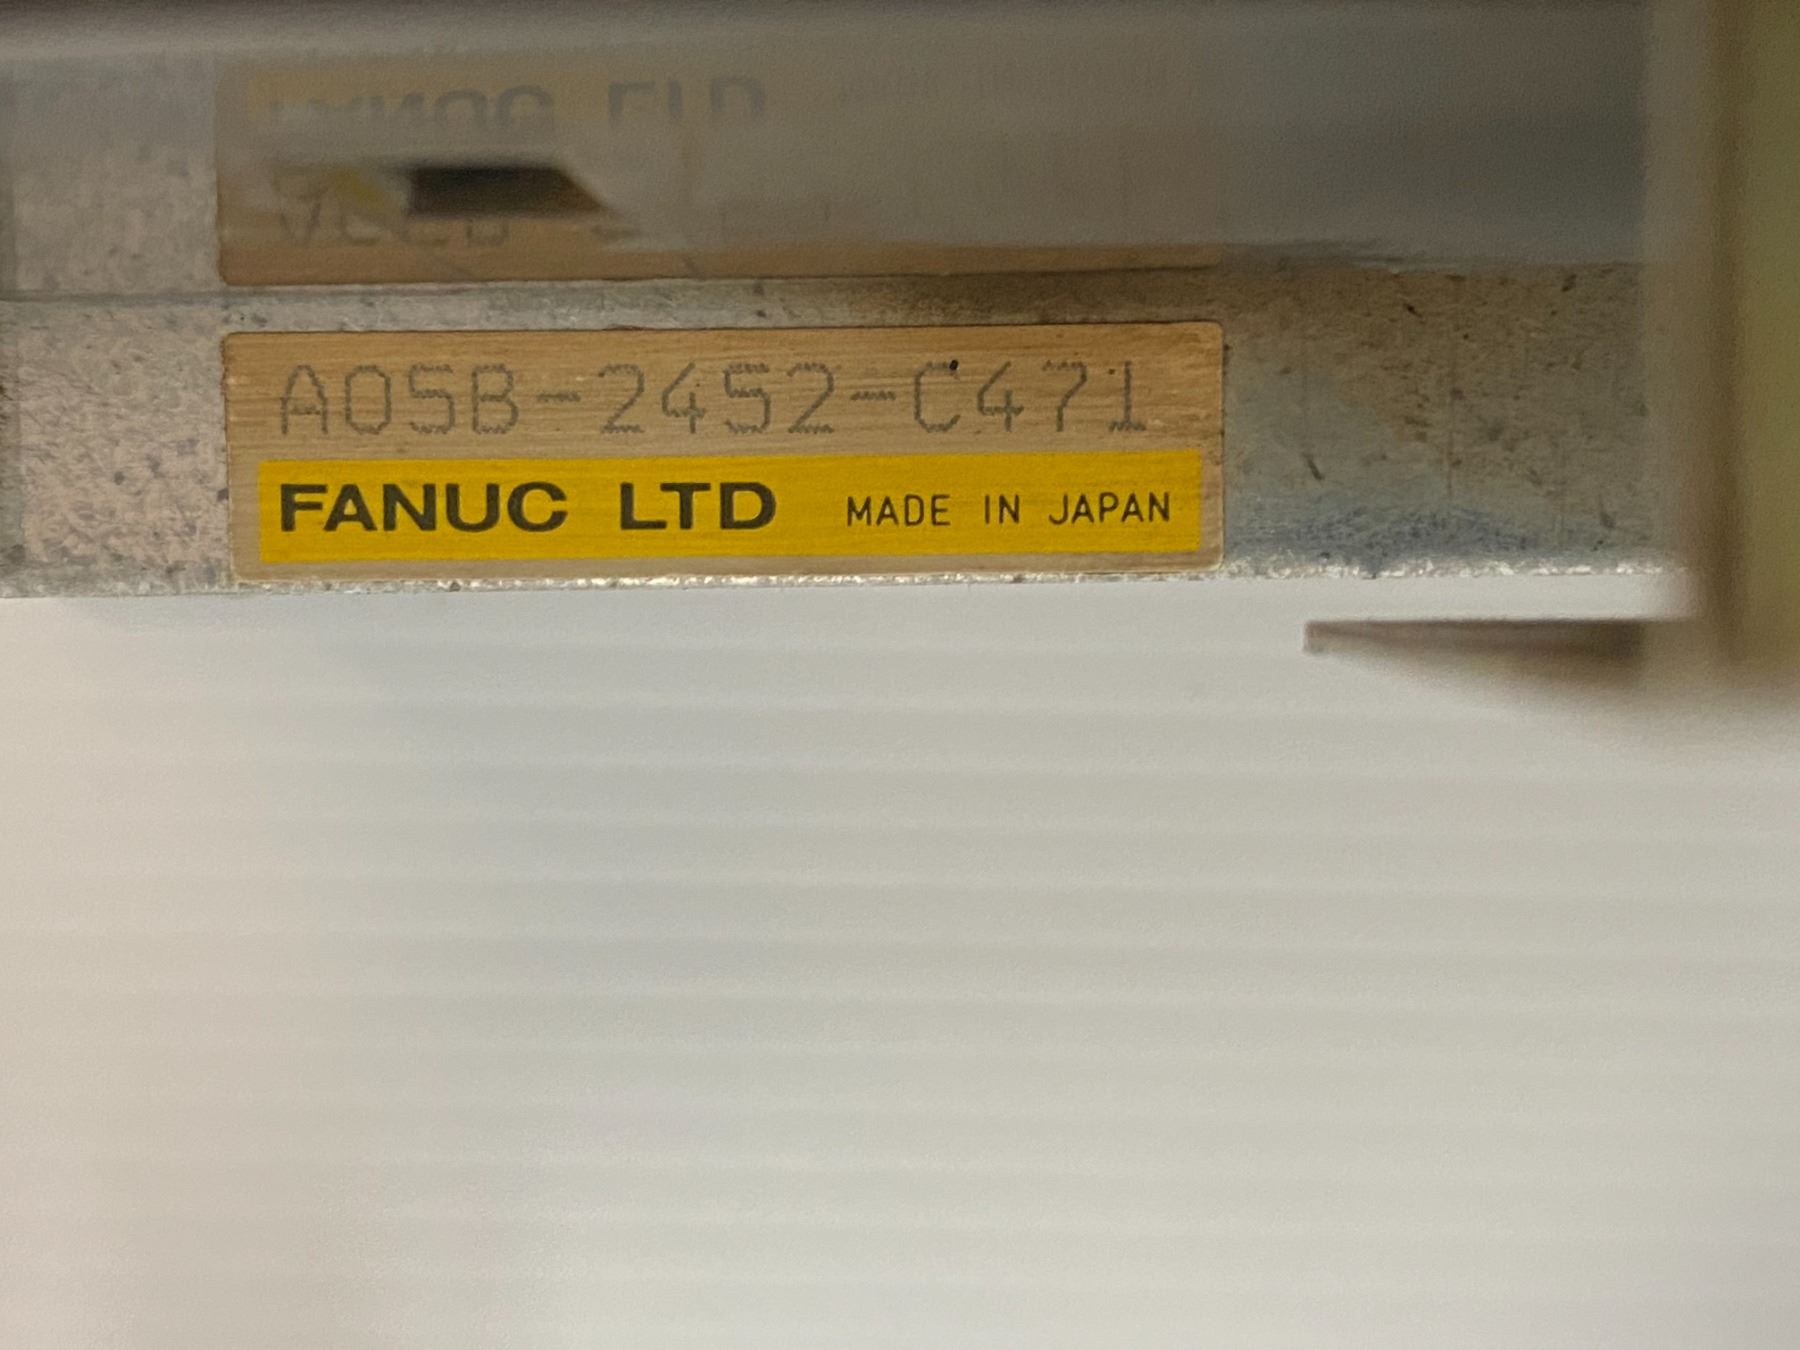 A05B-2452-C471
FANUC LTD MADE IN JAPAN